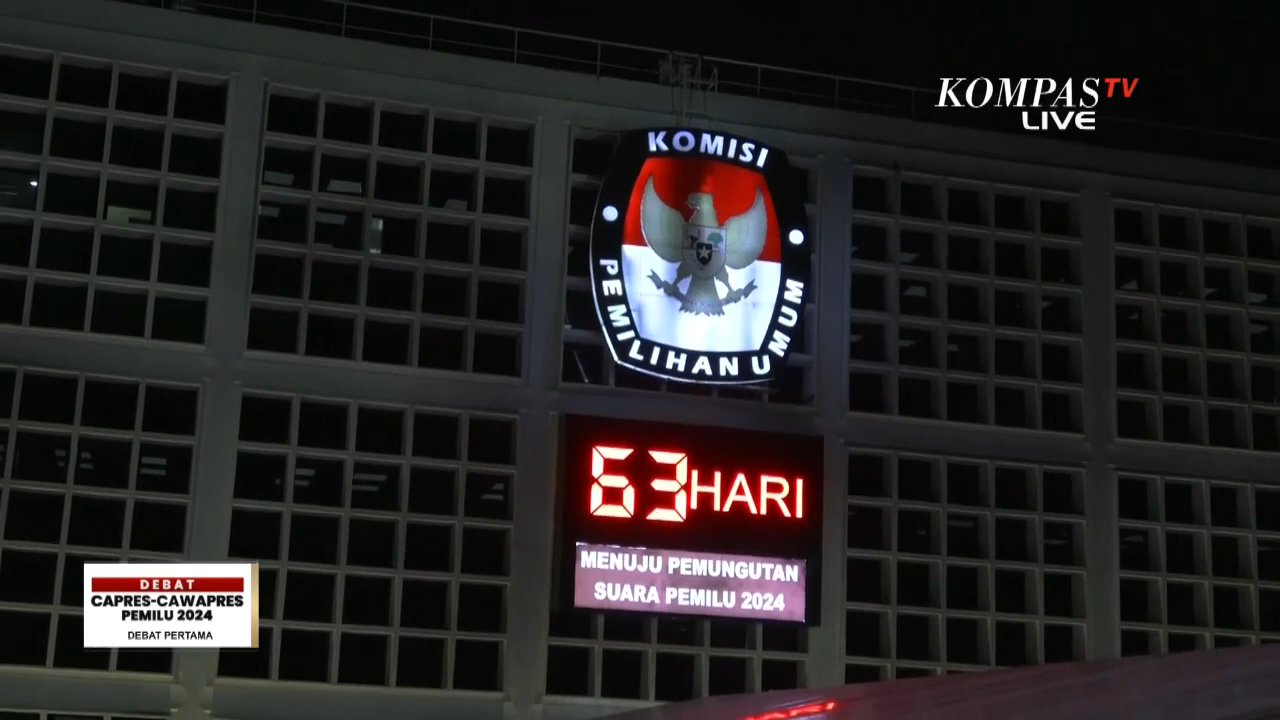 KOMPAS TV
LIVE
KOMISI
PEMILIHAN UMUM
63 HARI
MENUJU PEMUNGUTAN
SUARA PEMILU 2024
DEBAT
CAPRES-CAWAPRES
PEMILU 2024
DEBAT PERTAMA